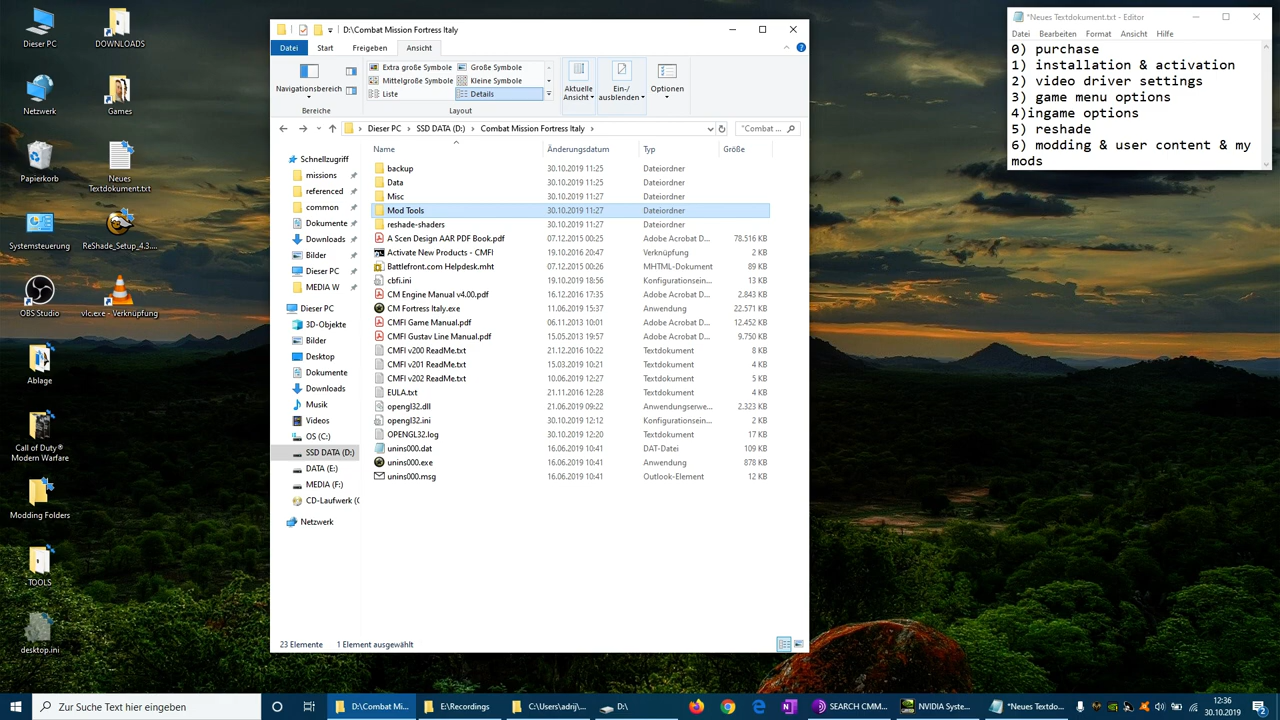 Dieser PC
DOWNLOADS
Netzwerk
Games
Papierkorb
Neues
Textdokument.txt
Systemsteuerung
ReShade_Setup_4.3....
OBS Studio
vlc.exe - Verknüpfung
Ablage
Call of Duty®
Modern Warfare
Modding Folders
- TOOLS
desktop.ini
D:\Combat Mission Fortress Italy
Datei Start Freigeben Ansicht
Navigationsbereich
Bereiche
Extra große Symbole Große Symbole
Mittelgroße Symbole Kleine Symbole
Liste Details
Layout
Aktuelle
Ansicht
Ein-/
ausblenden
Optionen
Dieser PC > SSD DATA (D:) > Combat Mission Fortress Italy >
"Combat ...
Schnellzugriff
missions
referenced
common
Dokumente
Downloads
Bilder
Dieser PC
MEDIA W
Dieser PC
3D-Objekte
Bilder
Desktop
Dokumente
Downloads
Musik
Videos
OS (C:)
SSD DATA (D:)
DATA (E:)
MEDIA (F:)
CD-Laufwerk (
Netzwerk
Name Änderungsdatum Typ Größe
backup 30.10.2019 11:25 Dateiordner
Data 30.10.2019 11:25 Dateiordner
Misc 30.10.2019 11:27 Dateiordner
Mod Tools 30.10.2019 11:27 Dateiordner
reshade-shaders 30.10.2019 11:27 Dateiordner
A Scen Design AAR PDF Book.pdf 07.12.2015 00:25 Adobe Acrobat D... 78.516 KB
Activate New Products - CMFI 19.10.2016 20:47 Verknüpfung 2 KB
Battlefront.com Helpdesk.mht 07.12.2015 00:26 MHTML-Dokument 89 KB
cbfi.ini 19.10.2019 18:56 Konfigurationsein... 13 KB
CM Engine Manual v4.00.pdf 16.12.2016 17:35 Adobe Acrobat D... 2.843 KB
CM Fortress Italy.exe 11.06.2019 15:37 Anwendung 22.571 KB
CMFI Game Manual.pdf 06.11.2013 10:01 Adobe Acrobat D... 12.452 KB
CMFI Gustav Line Manual.pdf 15.05.2013 19:57 Adobe Acrobat D... 9.750 KB
CMFI v200 ReadMe.txt 21.12.2016 10:22 Textdokument 8 KB
CMFI v201 ReadMe.txt 15.03.2019 10:21 Textdokument 4 KB
CMFI v202 ReadMe.txt 10.06.2019 12:27 Textdokument 5 KB
EULA.txt 21.11.2016 12:28 Textdokument 4 KB
opengl32.dll 21.06.2019 09:22 Anwendungserwe... 2.323 KB
opengl32.ini 30.10.2019 12:12 Konfigurationsein... 2 KB
OPENGL32.log 30.10.2019 12:20 Textdokument 17 KB
unins000.dat 16.06.2019 10:41 DAT-Datei 109 KB
unins000.exe 16.06.2019 10:41 Anwendung 878 KB
unins000.msg 16.06.2019 10:41 Outlook-Element 12 KB
23 Elemente 1 Element ausgewählt
*Neues Textdokument.txt - Editor
Datei Bearbeiten Format Ansicht Hilfe
0) purchase
1) installation & activation
2) video driver settings
3) game menu options
4)ingame options
5) reshade
6) modding & user content & my
mods
Zur Suche Text hier eingeben
D:\Combat Mi...
E:\Recordings
C:\Users\adrij\...
D:\
SEARCH CMM...
NVIDIA Syste...
*Neues Textdo...
12:36
30.10.2019
2